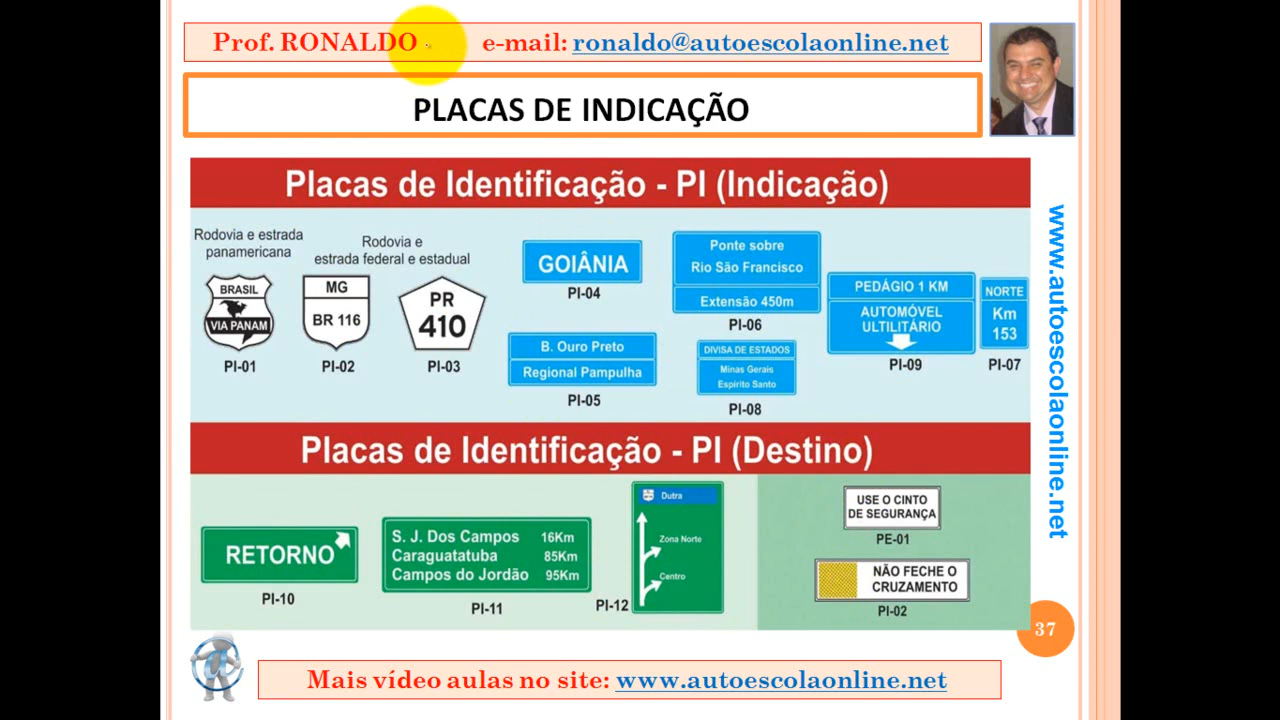 Prof. RONALDO e-mail: ronaldo@autoescolaonline.net
PLACAS DE INDICAÇÃO
Placas de Identificação - PI (Indicação)
Rodovia e estrada
panamericana
Rodovia e
estrada federal e estadual
BRASIL
VIA PANAM
PI-01
MG
BR 116
PI-02
PR
410
PI-03
GOIÂNIA
PI-04
B. Ouro Preto
Regional Pampulha
PI-05
Ponte sobre
Rio São Francisco
Extensão 450m
PI-06
DIVISA DE ESTADOS
Minas Gerais
Espírito Santo
PI-08
PEDÁGIO 1 KM
AUTOMÓVEL
ULTILITÁRIO
PI-09
NORTE
Km
153
PI-07
www.autoescolaonline.net
Placas de Identificação - PI (Destino)
RETORNO
PI-10
S. J. Dos Campos 16Km
Caraguatatuba 85Km
Campos do Jordão 95Km
PI-11
Dutra
Zona Norte
Centro
PI-12
USE O CINTO
DE SEGURANÇA
PE-01
NÃO FECHE O
CRUZAMENTO
PI-02
37
Mais vídeo aulas no site: www.autoescolaonline.net